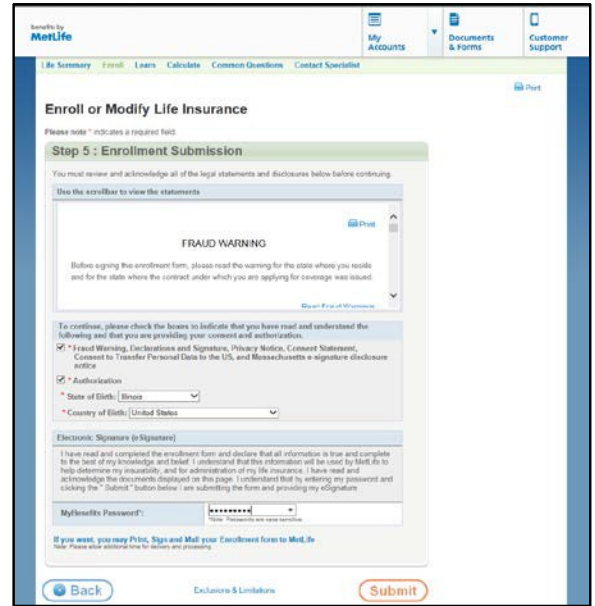 benefits by
MetLife
My Accounts
Documents & Forms
Customer Support
Life Summary Enroll Learn Calculate Common Questions Contact Specialist
Print
Enroll or Modify Life Insurance
Please note * indicates a required field.
Step 5 : Enrollment Submission
You must review and acknowledge all of the legal statements and disclosures below before continuing.
Use the scrollbar to view the statements
Print
FRAUD WARNING
Before signing this enrollment form, please read the warning for the state where you reside
and for the state where the contract under which you are applying for coverage was issued.
Read Fraud Warnings
To continue, please check the boxes to indicate that you have read and understand the
following and that you are providing your consent and authorization.
* Fraud Warning, Declarations and Signature, Privacy Notice, Consent Statement,
Consent to Transfer Personal Data to the US, and Massachusetts e-signature disclosure
notice
* Authorization
* State of Birth: Illinois
* Country of Birth: United States
Electronic Signature (eSignature)
I have read and completed the enrollment form and declare that all information is true and complete
to the best of my knowledge and belief. I understand that this information will be used by MetLife to
help determine my insurability, and for administration of my life insurance. I have read and
acknowledge the documents displayed on this page. I understand that by entering my password and
clicking the " Submit " button below I am submitting the form and providing my eSignature.
MyBenefits Password*:
*Note: Passwords are case sensitive
If you want, you may Print, Sign and Mail your Enrollment form to MetLife
Note: Please allow additional time for delivery and processing.
Back
Exclusions & Limitations
Submit